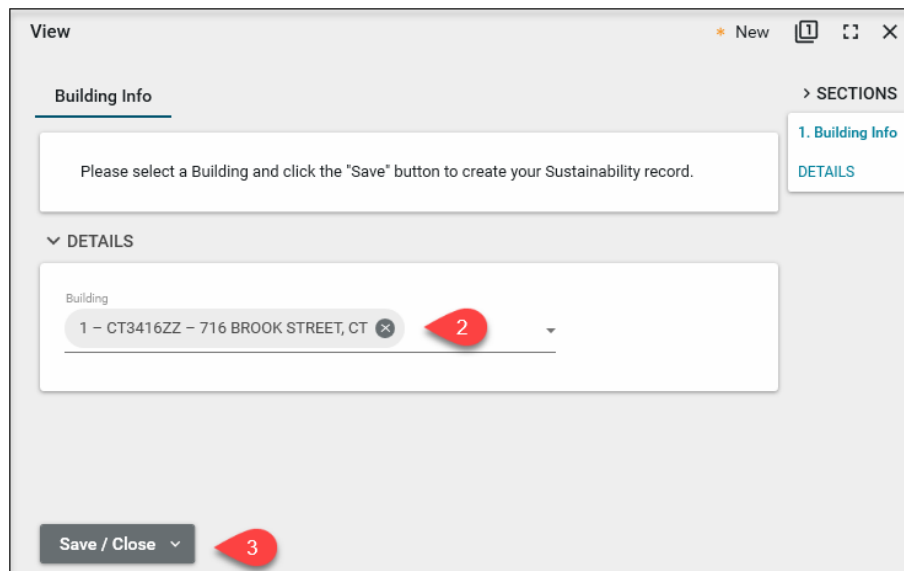 View
* New
1
Building Info
> SECTIONS
1. Building Info
DETAILS
Please select a Building and click the "Save" button to create your Sustainability record.
DETAILS
Building
1 – CT3416ZZ – 716 BROOK STREET, CT
2
Save / Close
3